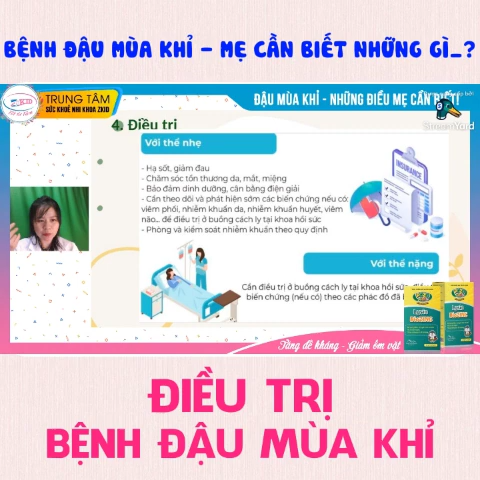 BỆNH ĐẬU MÙA KHỈ - MẸ CẦN BIẾT NHỮNG GÌ...?
TRUNG TÂM
SỨC KHOẺ NHI KHOA ZKID
ĐẬU MÙA KHỈ - NHỮNG ĐIỀU MẸ CẦN
StreamYard
4. Điều trị
Với thể nhẹ
- Hạ sốt, giảm đau
- Chăm sóc tổn thương da, mắt, miệng
- Bảo đảm dinh dưỡng, cân bằng điện giải
- Cần theo dõi và phát hiện sớm các biến chứng nếu có:
viêm phổi, nhiễm khuẩn da, nhiễm khuẩn huyết, viêm
não... để điều trị ở buồng cách ly tại khoa hồi sức
- Phòng và kiểm soát nhiễm khuẩn theo quy định
INSURANCE
Với thể nặng
Cần điều trị ở buồng cách ly tại khoa hồi sức,
biến chứng (nếu có) theo các phác đồ đã
Tăng đề kháng - Giảm ốm vặt
ĐIỀU TRỊ
BỆNH ĐẬU MÙA KHỈ